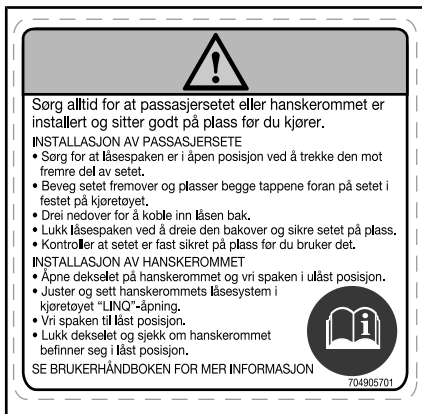 Sørg alltid for at passasjersetet eller hanskerommet er
installert og sitter godt på plass før du kjører.
INSTALLASJON AV PASSASJERSETE
• Sørg for at låsespaken er i åpen posisjon ved å trekke den mot
fremre del av setet.
• Beveg setet fremover og plasser begge tappene foran på setet i
festet på kjøretøyet.
• Drei nedover for å koble inn låsen bak.
• Lukk låsespaken ved å dreie den bakover og sikre setet på plass.
• Kontroller at setet er fast sikret på plass før du bruker det.
INSTALLASJON AV HANSKEROMMET
• Åpne dekselet på hanskerommet og vri spaken i ulåst posisjon.
• Juster og sett hanskerommets låsesystem i
kjøretøyet "LINQ"-åpning.
• Vri spaken til låst posisjon.
• Lukk dekselet og sjekk om hanskerommet
befinner seg i låst posisjon.
SE BRUKERHÅNDBOKEN FOR MER INFORMASJON
704905701